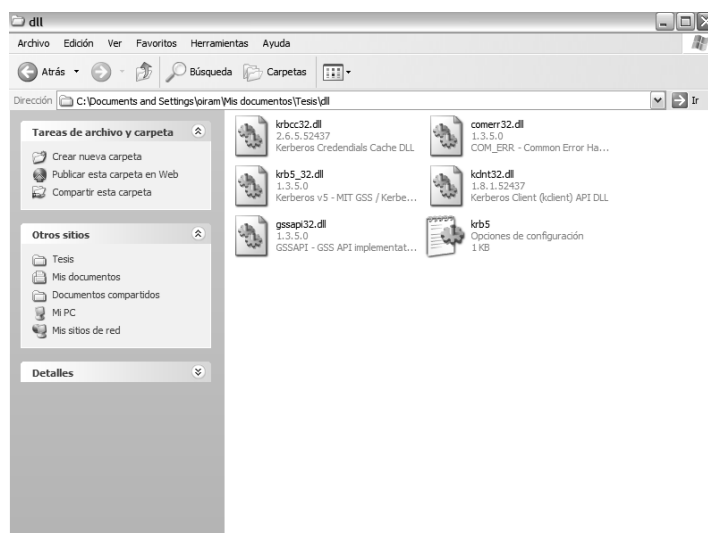 dll
Archivo Edición Ver Favoritos Herramientas Ayuda
Atrás Búsqueda Carpetas
Dirección C:\Documents and Settings\piram\Mis documentos\Tesis\dll Ir
Tareas de archivo y carpeta
Crear nueva carpeta
Publicar esta carpeta en Web
Compartir esta carpeta
Otros sitios
Tesis
Mis documentos
Documentos compartidos
Mi PC
Mis sitios de red
Detalles
krbcc32.dll
2.6.5.52437
Kerberos Credendials Cache DLL
comerr32.dll
1.3.5.0
COM_ERR - Common Error Ha...
krb5_32.dll
1.3.5.0
Kerberos v5 - MIT GSS / Kerbe...
kclnt32.dll
1.8.1.52437
Kerberos Client (kclient) API DLL
gssapi32.dll
1.3.5.0
GSSAPI - GSS API implementat...
krb5
Opciones de configuración
1 KB